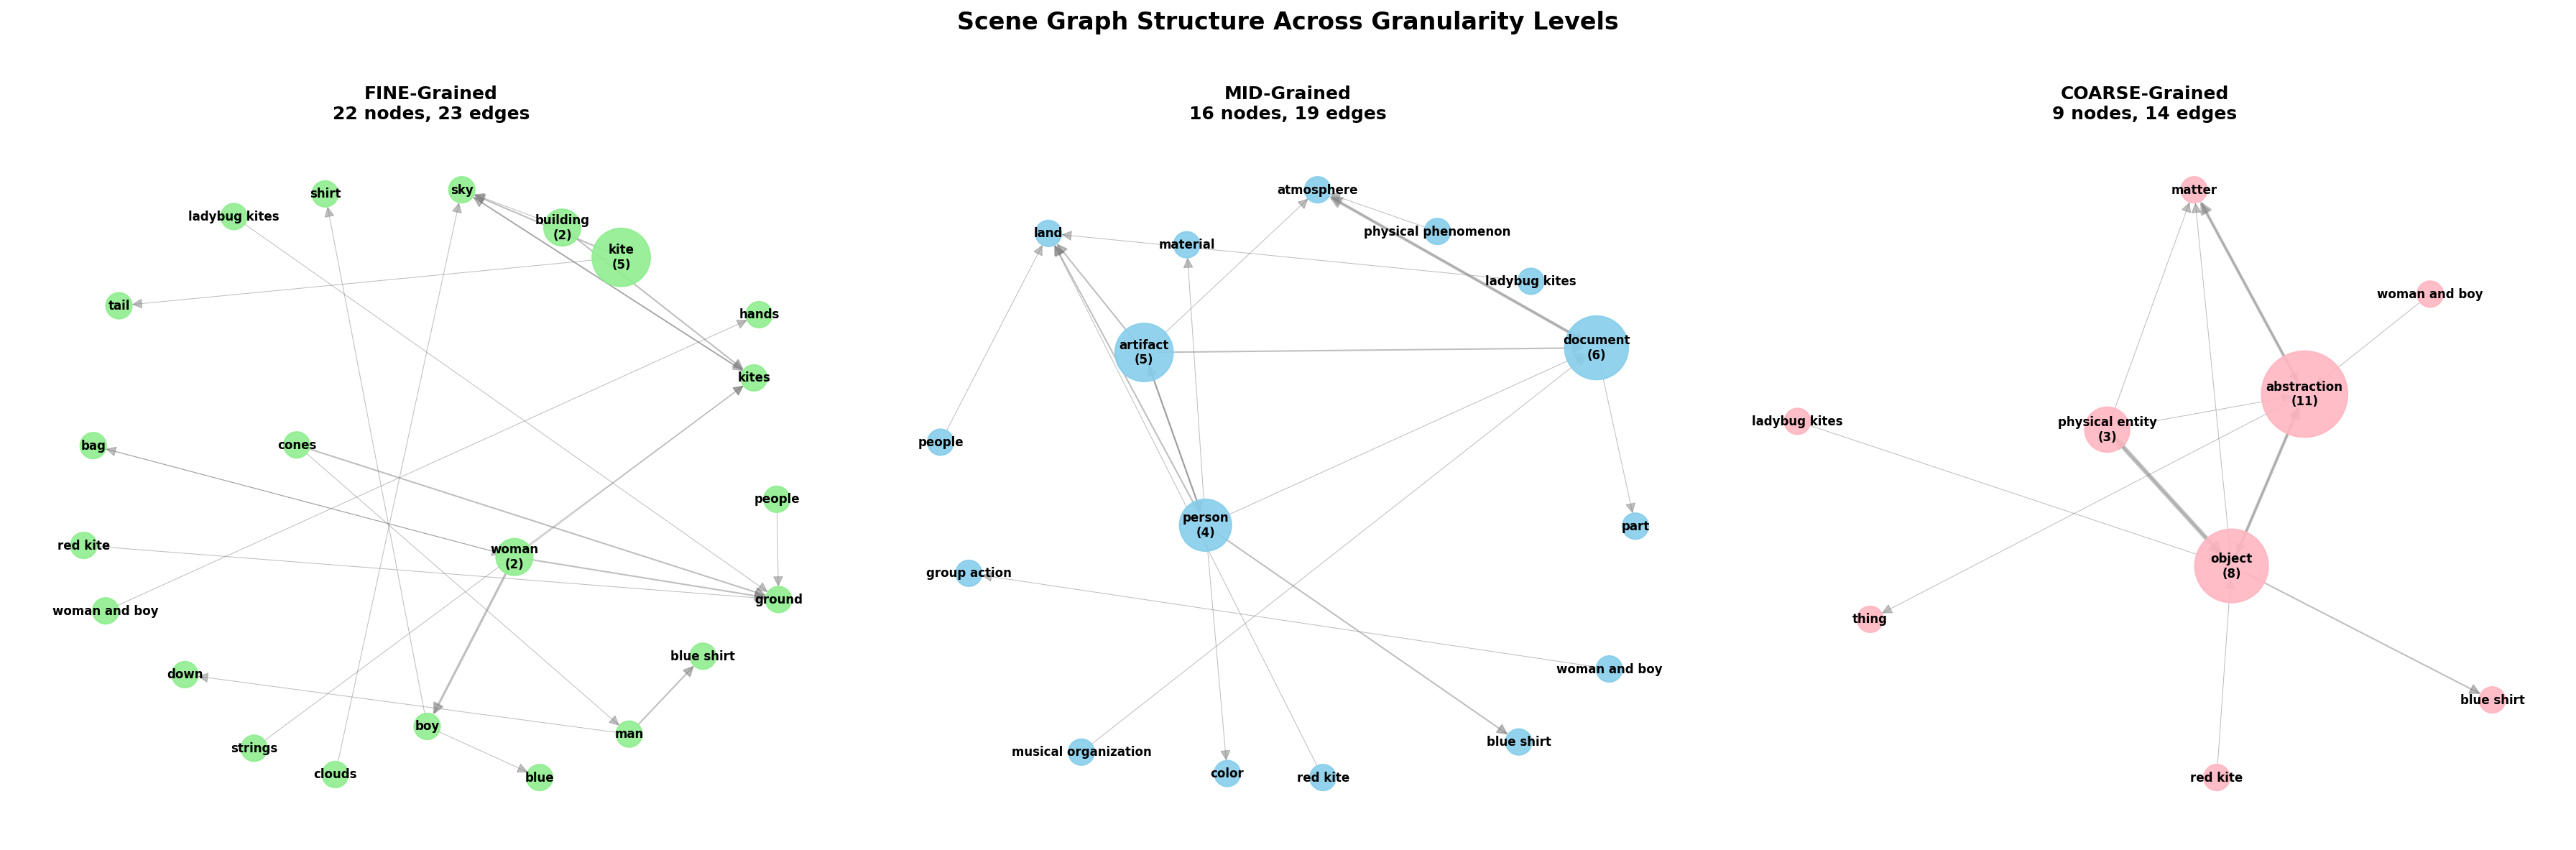 Scene Graph Structure Across Granularity Levels
FINE-Grained
22 nodes, 23 edges
sky
shirt
ladybug kites
building
(2)
kite
(5)
tail
hands
kites
bag
cones
people
red kite
woman
(2)
ground
woman and boy
blue shirt
down
boy
man
strings
clouds
blue
MID-Grained
16 nodes, 19 edges
atmosphere
land
physical phenomenon
material
ladybug kites
artifact
(5)
document
(6)
people
person
(4)
part
group action
woman and boy
musical organization
blue shirt
color
red kite
COARSE-Grained
9 nodes, 14 edges
matter
woman and boy
abstraction
(11)
ladybug kites
physical entity
(3)
object
(8)
thing
blue shirt
red kite